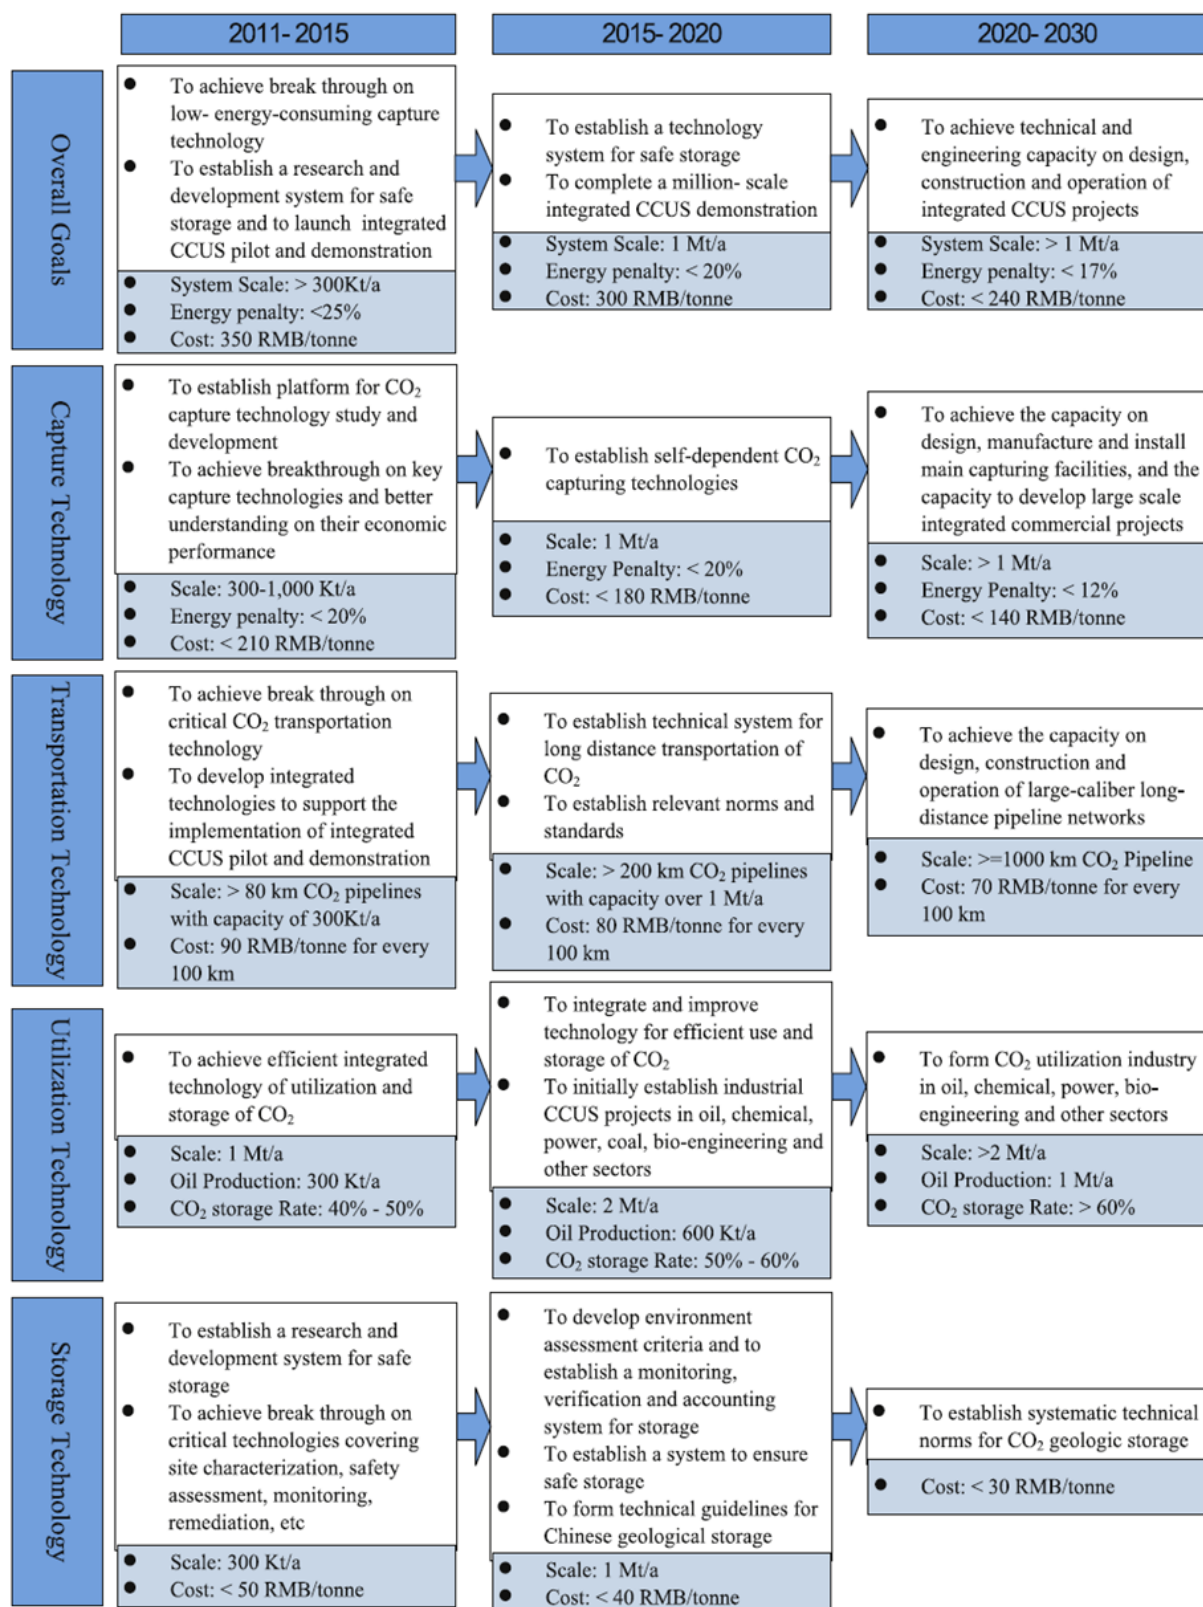 2011- 2015
2015- 2020
2020- 2030
Overall Goals
● To achieve break through on
low- energy-consuming capture
technology
● To establish a research and
development system for safe
storage and to launch integrated
CCUS pilot and demonstration
● System Scale: > 300Kt/a
● Energy penalty: <25%
● Cost: 350 RMB/tonne
● To establish a technology
system for safe storage
● To complete a million- scale
integrated CCUS demonstration
● System Scale: 1 Mt/a
● Energy penalty: < 20%
● Cost: 300 RMB/tonne
● To achieve technical and
engineering capacity on design,
construction and operation of
integrated CCUS projects
● System Scale: > 1 Mt/a
● Energy penalty: < 17%
● Cost: < 240 RMB/tonne
Capture Technology
● To establish platform for CO₂
capture technology study and
development
● To achieve breakthrough on key
capture technologies and better
understanding on their economic
performance
● Scale: 300-1,000 Kt/a
● Energy penalty: < 20%
● Cost: < 210 RMB/tonne
● To establish self-dependent CO₂
capturing technologies
● Scale: 1 Mt/a
● Energy Penalty: < 20%
● Cost: < 180 RMB/tonne
● To achieve the capacity on
design, manufacture and install
main capturing facilities, and the
capacity to develop large scale
integrated commercial projects
● Scale: > 1 Mt/a
● Energy Penalty: < 12%
● Cost: < 140 RMB/tonne
Transportation Technology
● To achieve break through on
critical CO₂ transportation
technology
● To develop integrated
technologies to support the
implementation of integrated
CCUS pilot and demonstration
● Scale: > 80 km CO₂ pipelines
with capacity of 300Kt/a
● Cost: 90 RMB/tonne for every
100 km
● To establish technical system for
long distance transportation of
CO₂
● To establish relevant norms and
standards
● Scale: > 200 km CO₂ pipelines
with capacity over 1 Mt/a
● Cost: 80 RMB/tonne for every
100 km
● To achieve the capacity on
design, construction and
operation of large-caliber long-
distance pipeline networks
● Scale: >=1000 km CO₂ Pipeline
● Cost: 70 RMB/tonne for every
100 km
Utilization Technology
● To achieve efficient integrated
technology of utilization and
storage of CO₂
● Scale: 1 Mt/a
● Oil Production: 300 Kt/a
● CO₂ storage Rate: 40% - 50%
● To integrate and improve
technology for efficient use and
storage of CO₂
● To initially establish industrial
CCUS projects in oil, chemical,
power, coal, bio-engineering and
other sectors
● Scale: 2 Mt/a
● Oil Production: 600 Kt/a
● CO₂ storage Rate: 50% - 60%
● To form CO₂ utilization industry
in oil, chemical, power, bio-
engineering and other sectors
● Scale: >2 Mt/a
● Oil Production: 1 Mt/a
● CO₂ storage Rate: > 60%
Storage Technology
● To establish a research and
development system for safe
storage
● To achieve break through on
critical technologies covering
site characterization, safety
assessment, monitoring,
remediation, etc
● Scale: 300 Kt/a
● Cost: < 50 RMB/tonne
● To develop environment
assessment criteria and to
establish a monitoring,
verification and accounting
system for storage
● To establish a system to ensure
safe storage
● To form technical guidelines for
Chinese geological storage
● Scale: 1 Mt/a
● Cost: < 40 RMB/tonne
● To establish systematic technical
norms for CO₂ geologic storage
● Cost: < 30 RMB/tonne